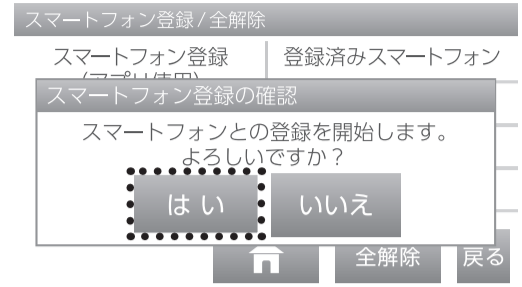 スマートフォン登録/全解除
スマートフォン登録
登録済みスマートフォン
スマートフォン登録の確認
スマートフォンとの登録を開始します。
よろしいですか？
はい
いいえ
全解除
戻る